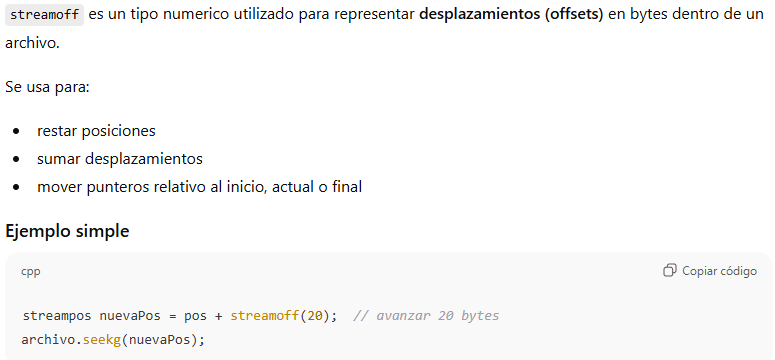 streamoff es un tipo numerico utilizado para representar desplazamientos (offsets) en bytes dentro de un
archivo.
Se usa para:
• restar posiciones
• sumar desplazamientos
• mover punteros relativo al inicio, actual o final
Ejemplo simple
cpp Copiar código
streampos nuevaPos = pos + streamoff(20);  // avanzar 20 bytes
archivo.seekg(nuevaPos);